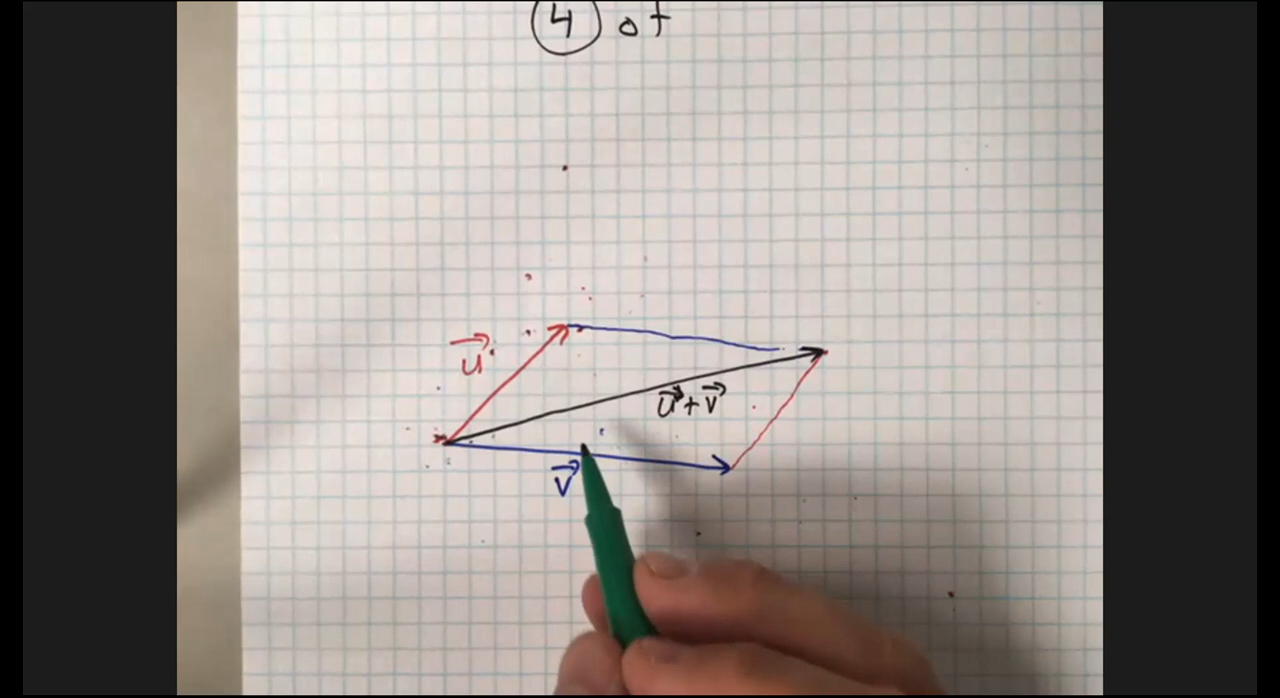 ④ of
u⃗
u⃗+v⃗
v⃗